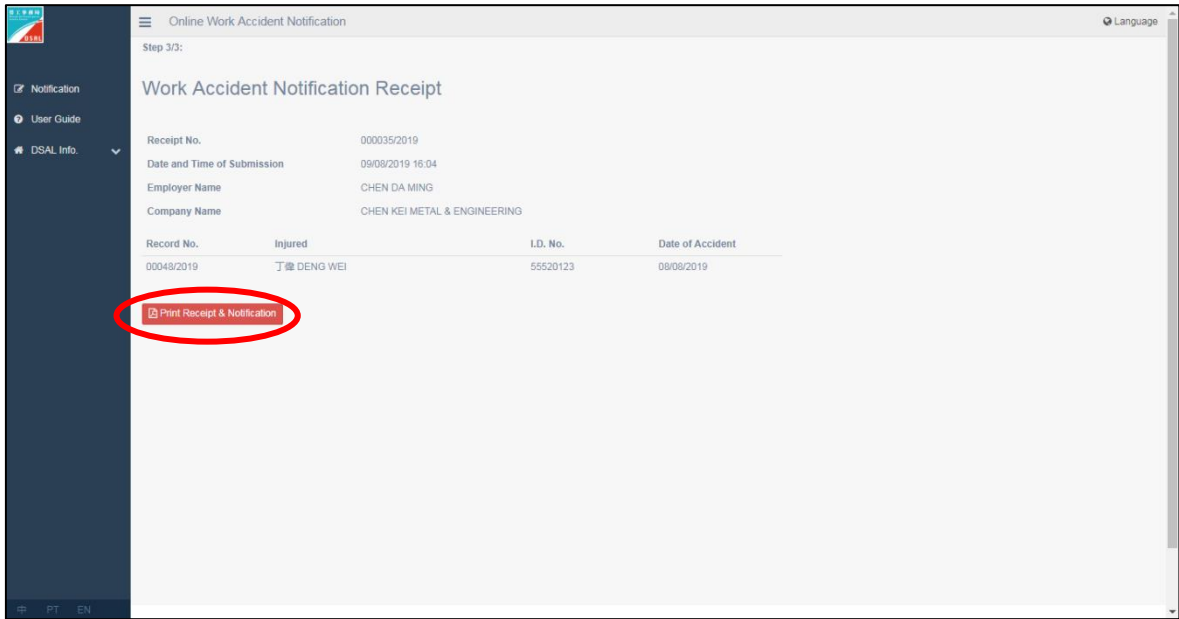 DSAL
Online Work Accident Notification
Language
Step 3/3:
Notification
User Guide
DSAL Info.
Work Accident Notification Receipt
Receipt No. 000035/2019
Date and Time of Submission 09/08/2019 16:04
Employer Name CHEN DA MING
Company Name CHEN KEI METAL & ENGINEERING
Record No. Injured I.D. No. Date of Accident
00048/2019 丁偉 DENG WEI 55520123 08/08/2019
Print Receipt & Notification
中 PT EN